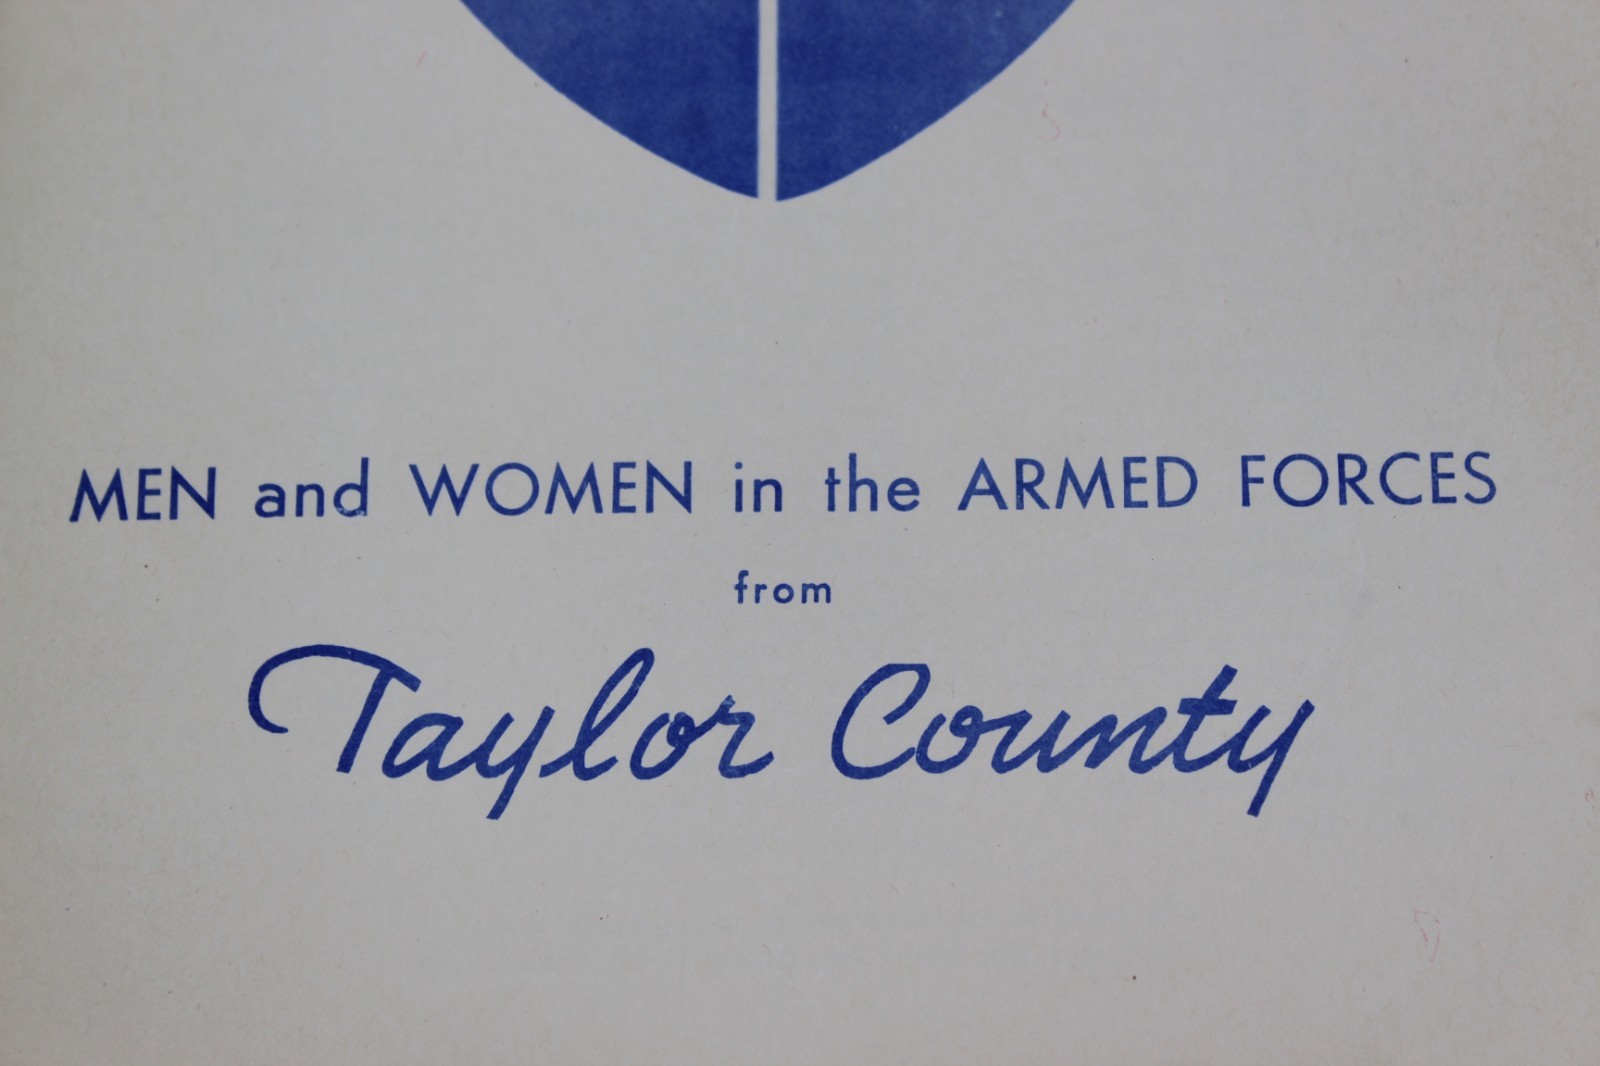 MEN and WOMEN in the ARMED FORCES
from
Taylor County